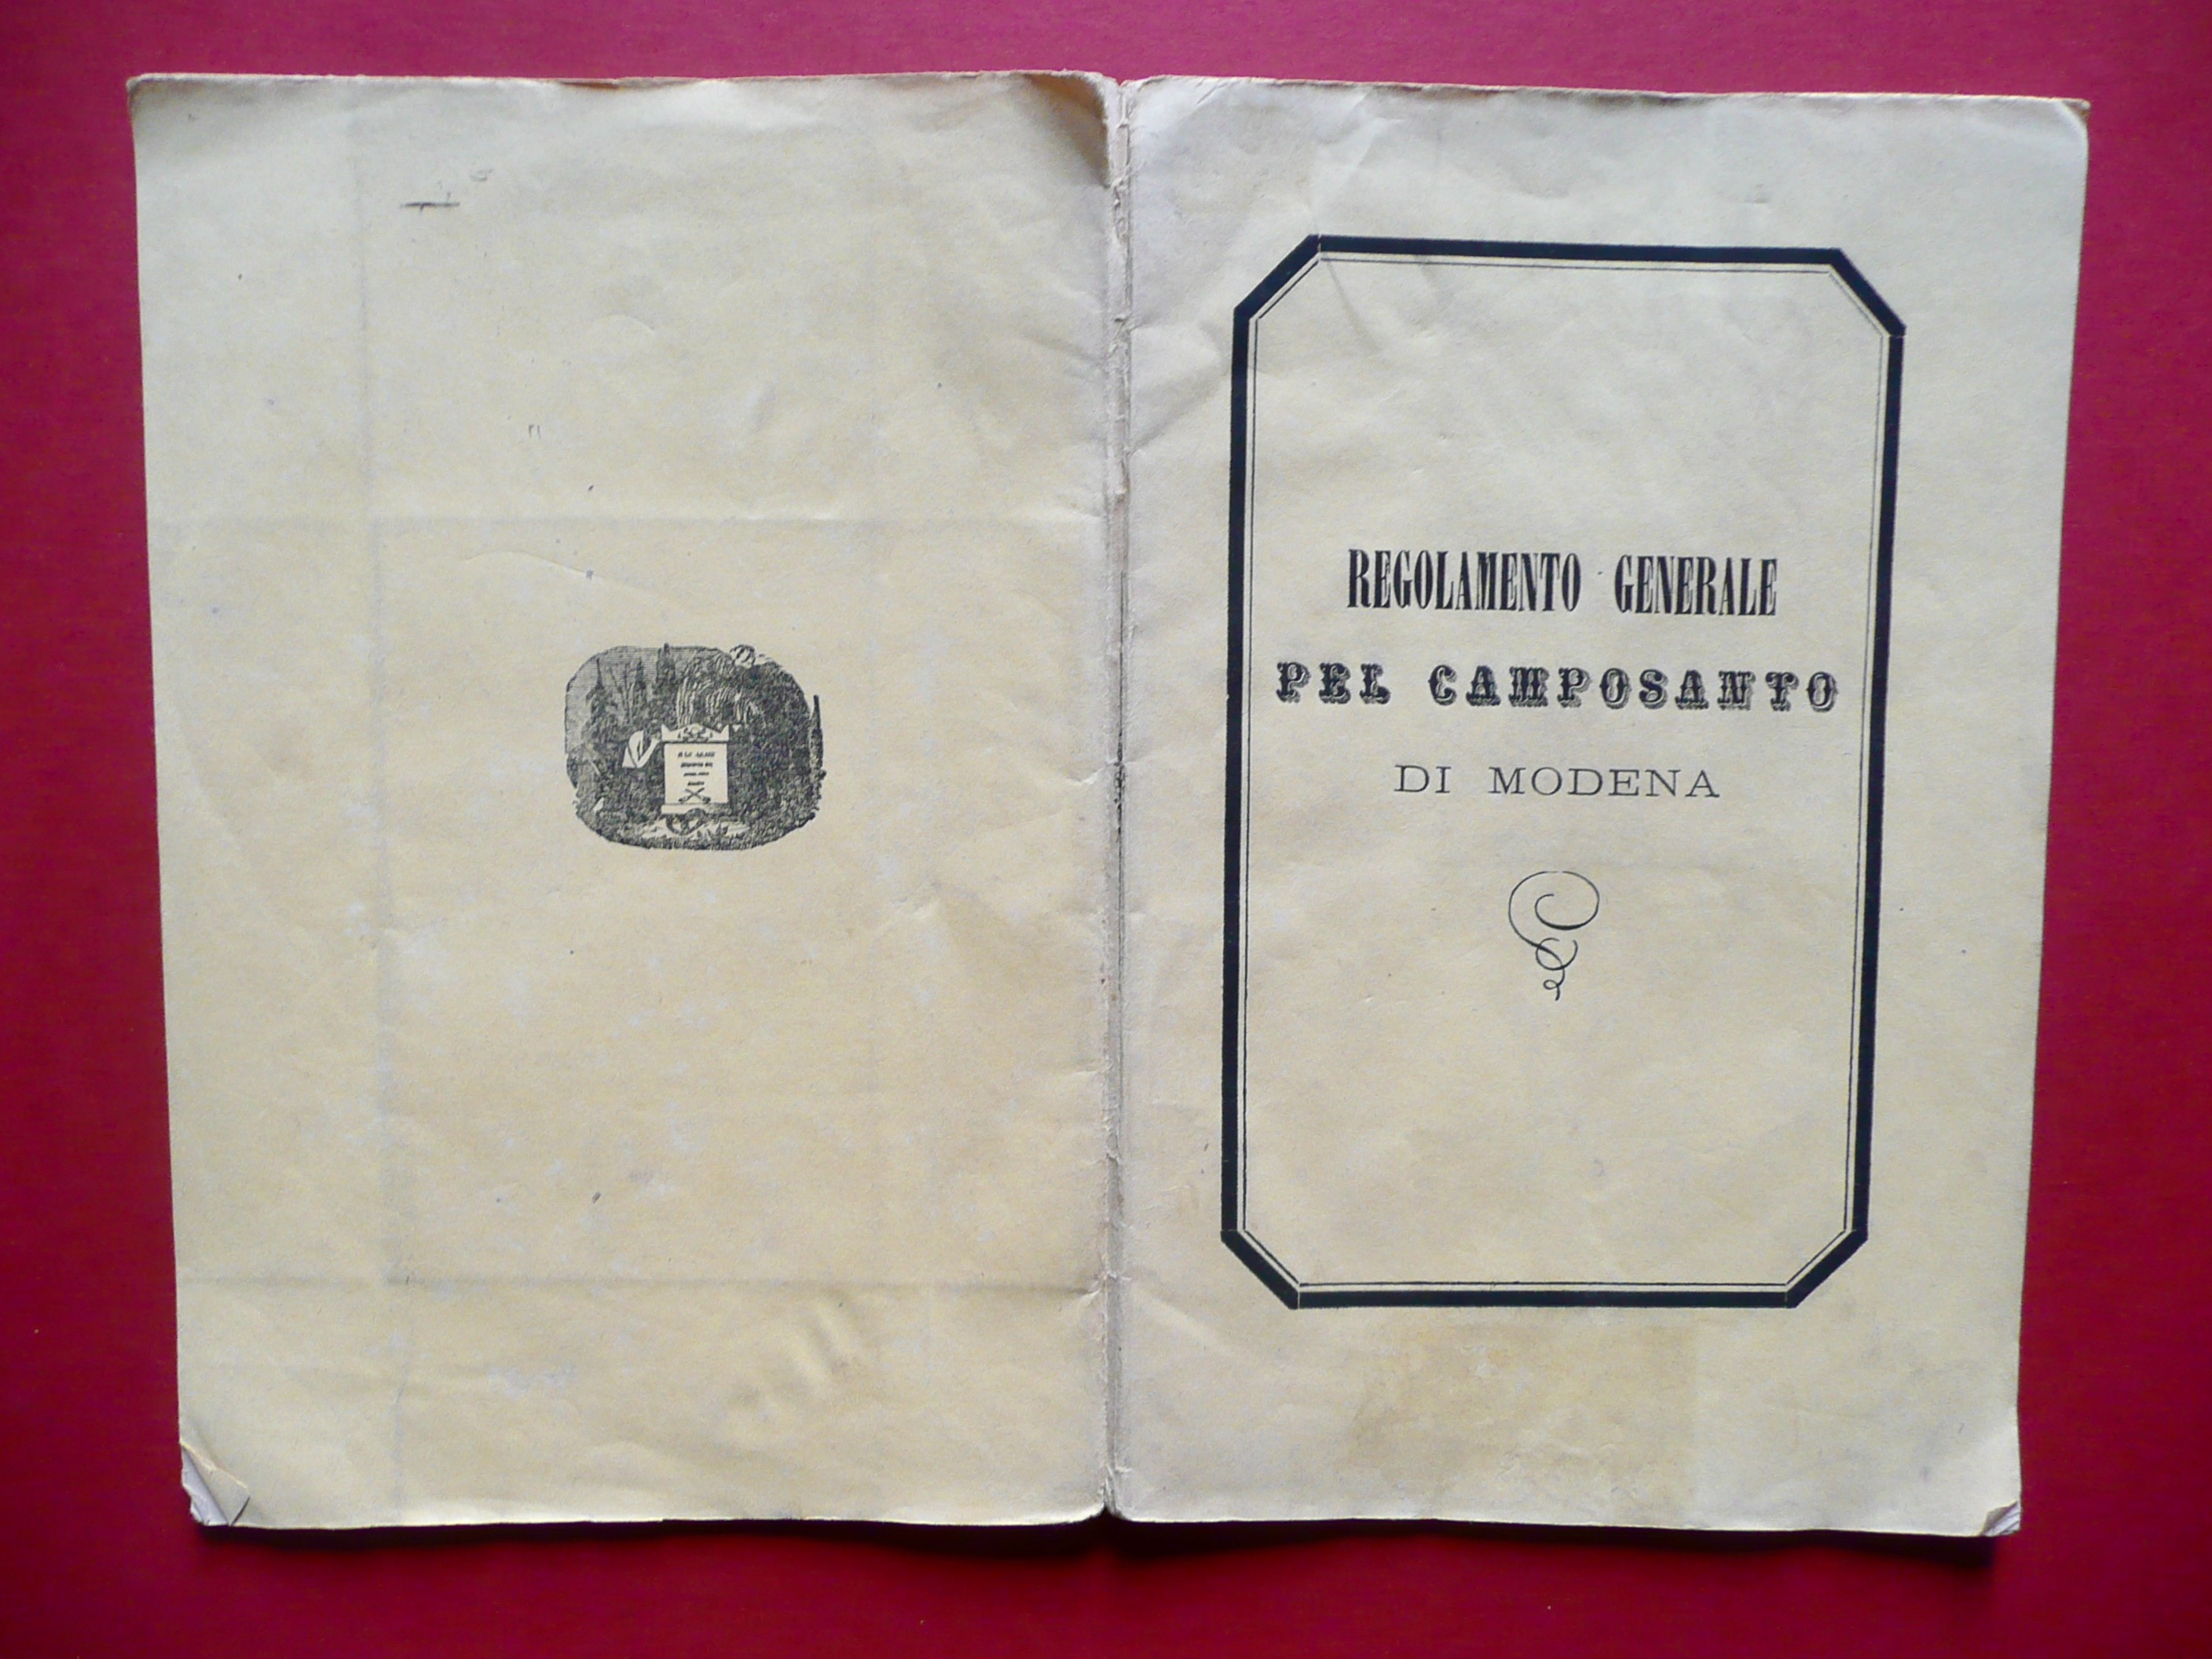 REGOLAMENTO GENERALE
PEL CAMPOSANTO
DI MODENA